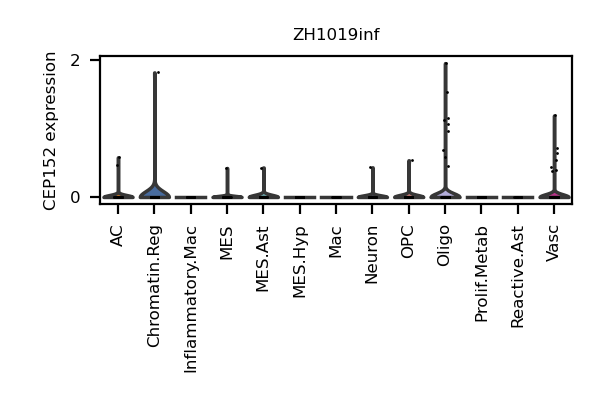 ZH1019inf
CEP152 expression
2
0
AC
Chromatin.Reg
Inflammatory.Mac
MES
MES.Ast
MES.Hyp
Mac
Neuron
OPC
Oligo
Prolif.Metab
Reactive.Ast
Vasc